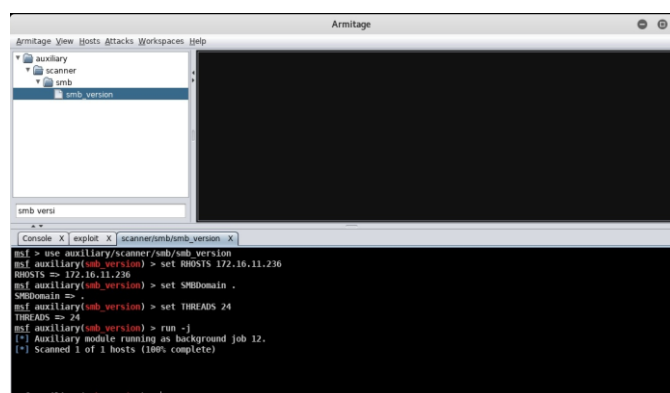 Armitage
Armitage View Hosts Attacks Workspaces Help
auxiliary
scanner
smb
smb_version
smb versi
Console X exploit X scanner/smb/smb_version X
msf > use auxiliary/scanner/smb/smb_version
msf auxiliary(smb_version) > set RHOSTS 172.16.11.236
RHOSTS => 172.16.11.236
msf auxiliary(smb_version) > set SMBDomain .
SMBDomain => .
msf auxiliary(smb_version) > set THREADS 24
THREADS => 24
msf auxiliary(smb_version) > run -j
[*] Auxiliary module running as background job 12.
[*] Scanned 1 of 1 hosts (100% complete)